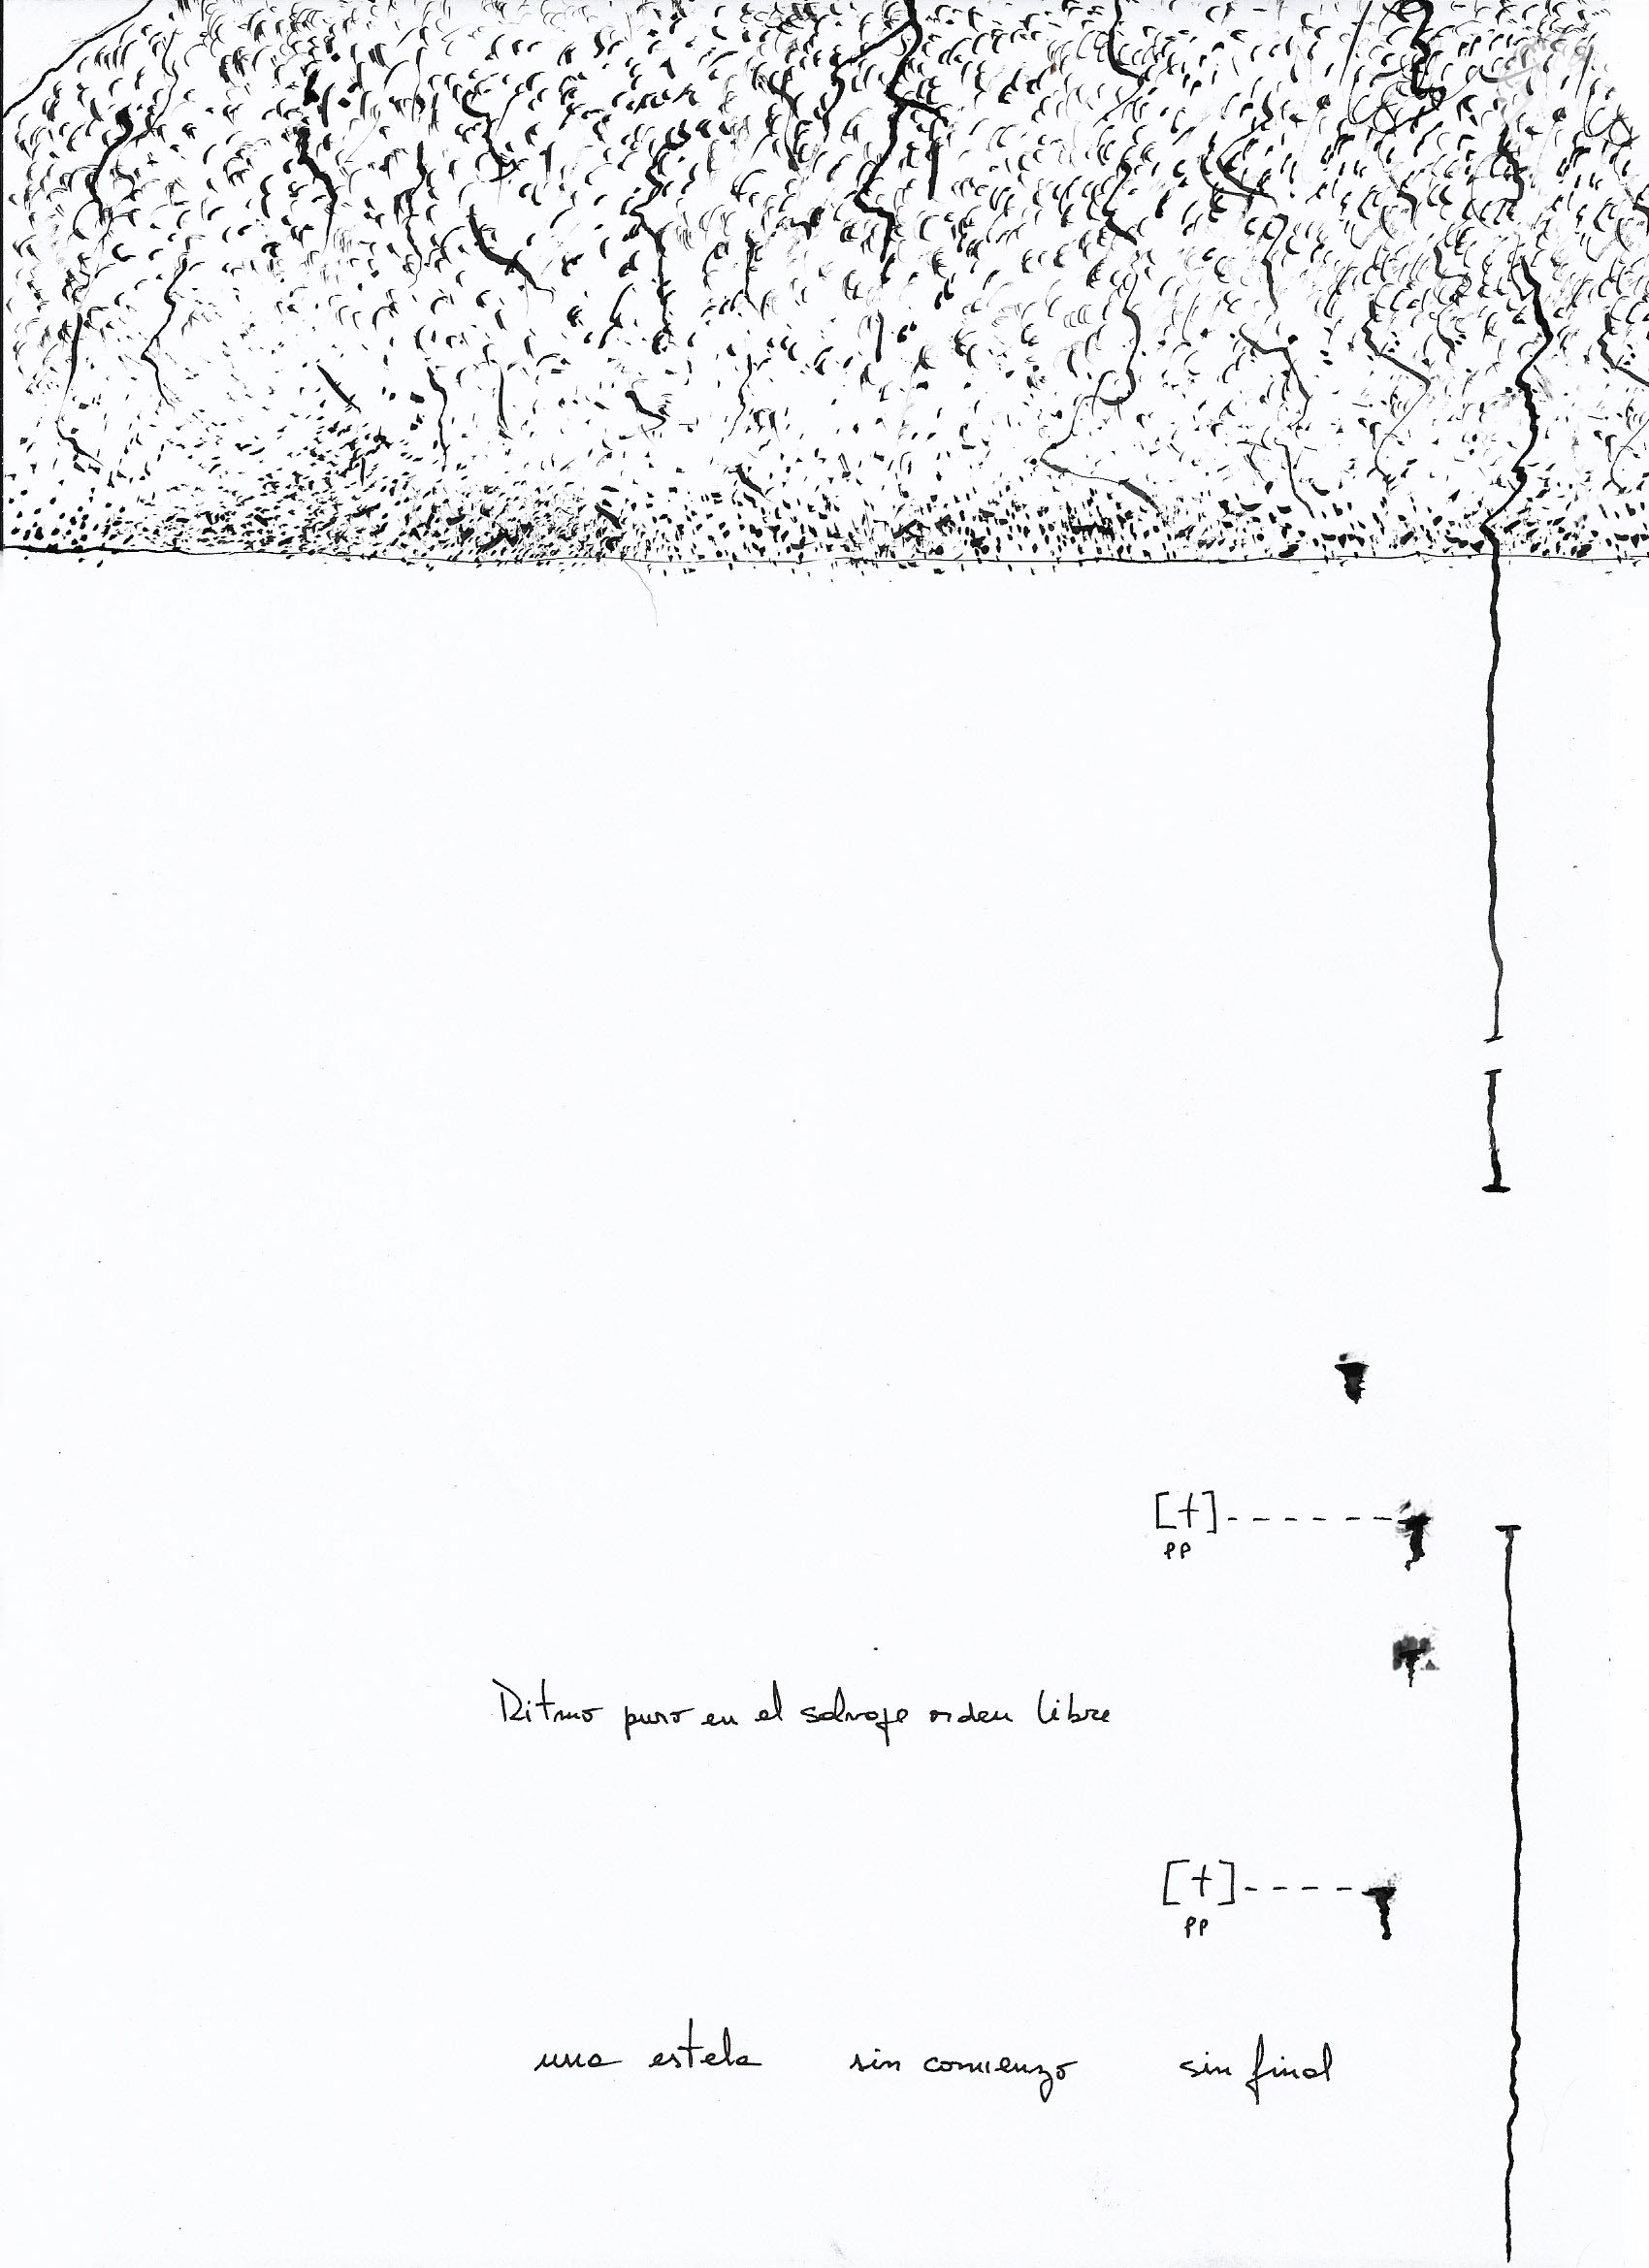 [+]
pp
Ritmo puro en el salvaje orden libre
[+]
pp
una estela sin comienzo sin final